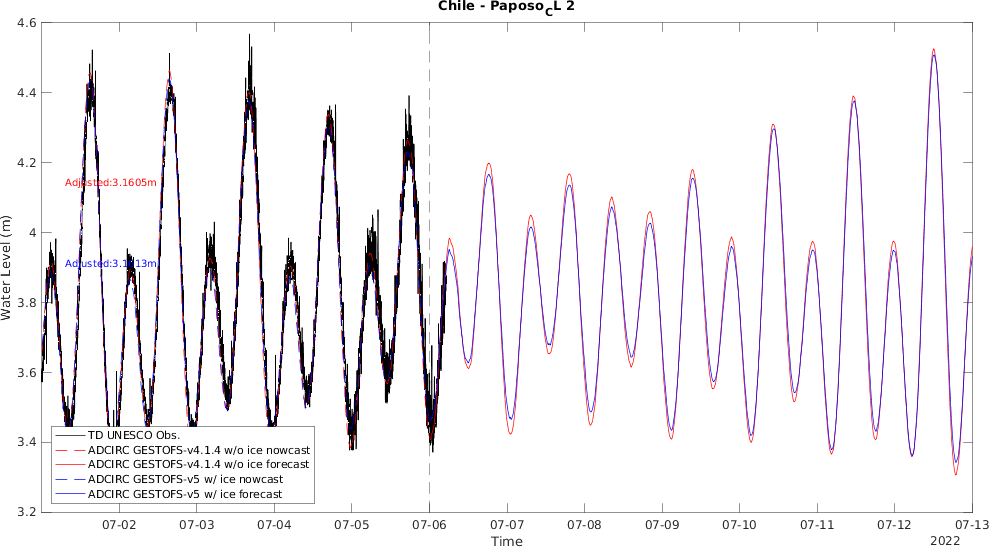 Chile - Paposo_CL 2
4.6
4.4
4.2
4
3.8
3.6
3.4
3.2
Water Level (m)
Adjusted:3.1605m
TD UNESCO Obs.
ADCIRC GESTOFS-v4.1.4 w/o ice nowcast
ADCIRC GESTOFS-v4.1.4 w/o ice forecast
ADCIRC GESTOFS-v5 w/ ice nowcast
ADCIRC GESTOFS-v5 w/ ice forecast
07-02 07-03 07-04 07-05 07-06 07-07 07-08 07-09 07-10 07-11 07-12 07-13
Time
2022